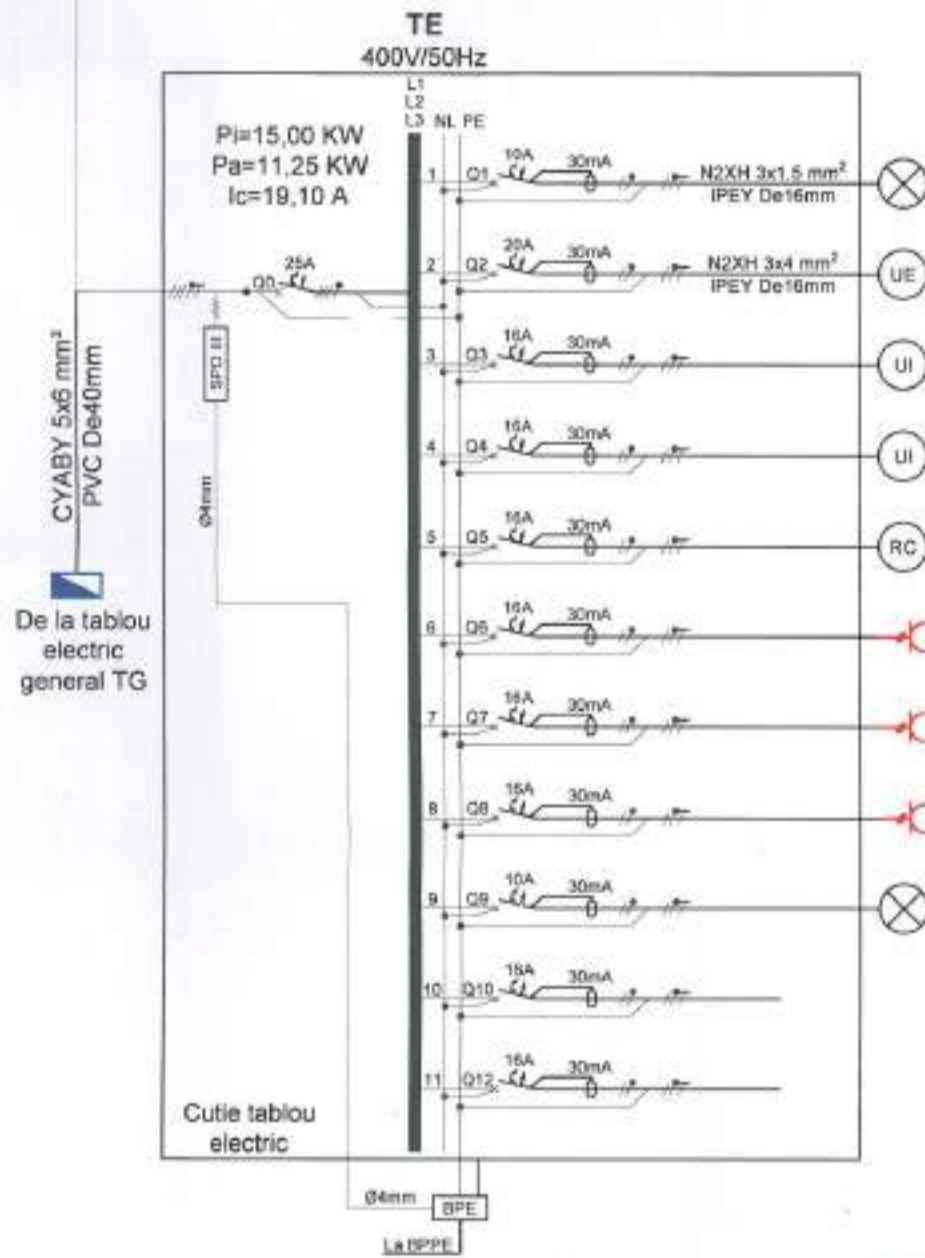 TE
400V/50Hz
L1
L2
L3 NL PE
Pi=15,00 KW
Pa=11,25 KW
Ic=19,10 A
1 Q1 10A 30mA N2XH 3x1,5 mm²
IPEY De16mm
2 Q2 20A 30mA N2XH 3x4 mm²
IPEY De16mm
UE
Q0 25A
SPD II
3 Q3 16A 30mA
UI
4 Q4 16A 30mA
UI
5 Q5 16A 30mA
RC
6 Q6 16A 30mA
7 Q7 16A 30mA
8 Q8 16A 30mA
9 Q9 10A 30mA
10 Q10 16A 30mA
11 Q12 16A 30mA
CYABY 5x6 mm²
PVC De40mm
Ø4mm
De la tablou
electric
general TG
Cutie tablou
electric
Ø4mm
BPE
La BPPE